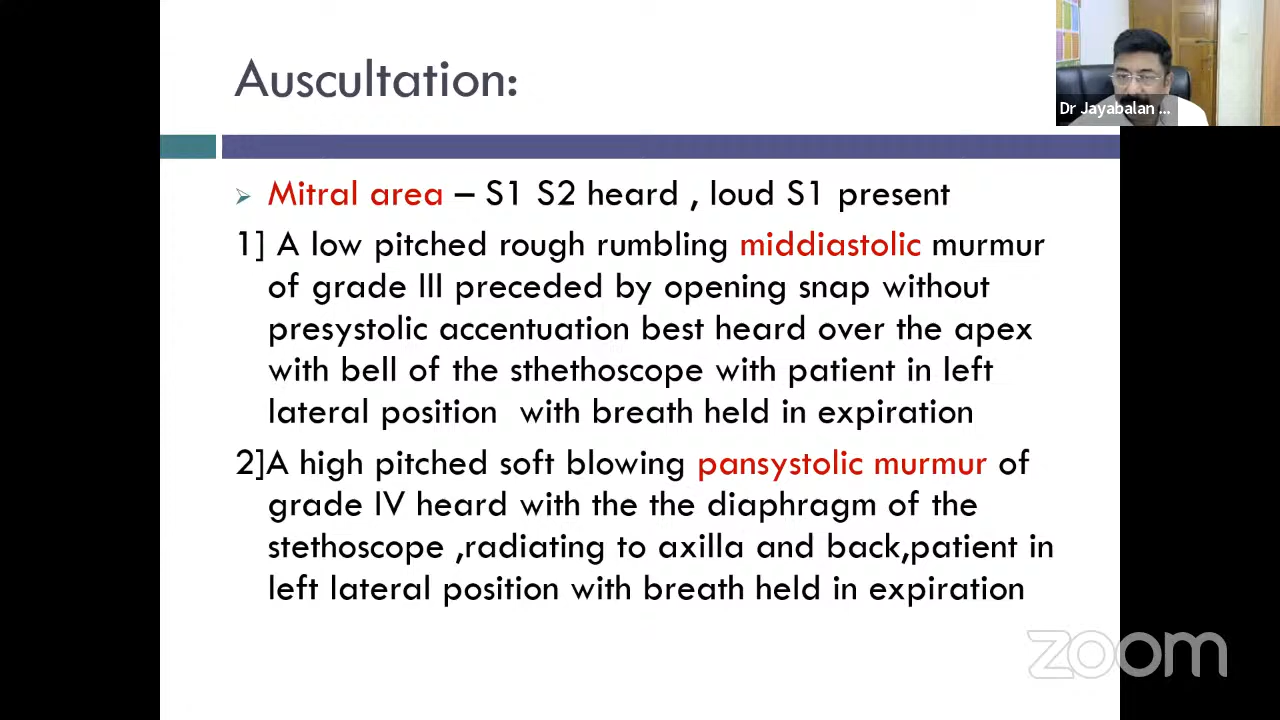 Auscultation:
Dr Jayabalan ...
➢ Mitral area – S1 S2 heard , loud S1 present
1] A low pitched rough rumbling middiastolic murmur
of grade III preceded by opening snap without
presystolic accentuation best heard over the apex
with bell of the sthethoscope with patient in left
lateral position with breath held in expiration
2]A high pitched soft blowing pansystolic murmur of
grade IV heard with the the diaphragm of the
stethoscope ,radiating to axilla and back,patient in
left lateral position with breath held in expiration
zoom